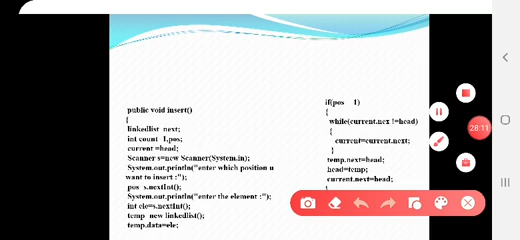 public void insert()
{
linkedlist next;
int count 1,pos;
current =head;
Scanner s=new Scanner(System.in);
System.out.println("enter which position u
want to insert :");
pos s.nextInt();
System.out.println("enter the element :");
int ele=s.nextInt();
temp new linkedlist();
temp.data=ele;
if(pos 1)
{
while(current.nex !=head)
{
current=current.next;
}
temp.next=head;
head=temp;
current.next=head;
28:11